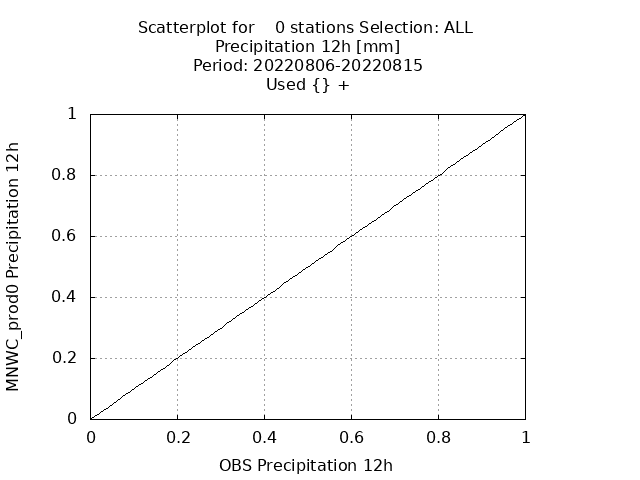 Scatterplot for    0 stations Selection: ALL
Precipitation 12h [mm]
Period: 20220806-20220815
Used {} +
MNWC_prod0 Precipitation 12h
1
0.8
0.6
0.4
0.2
0
0 0.2 0.4 0.6 0.8 1
OBS Precipitation 12h